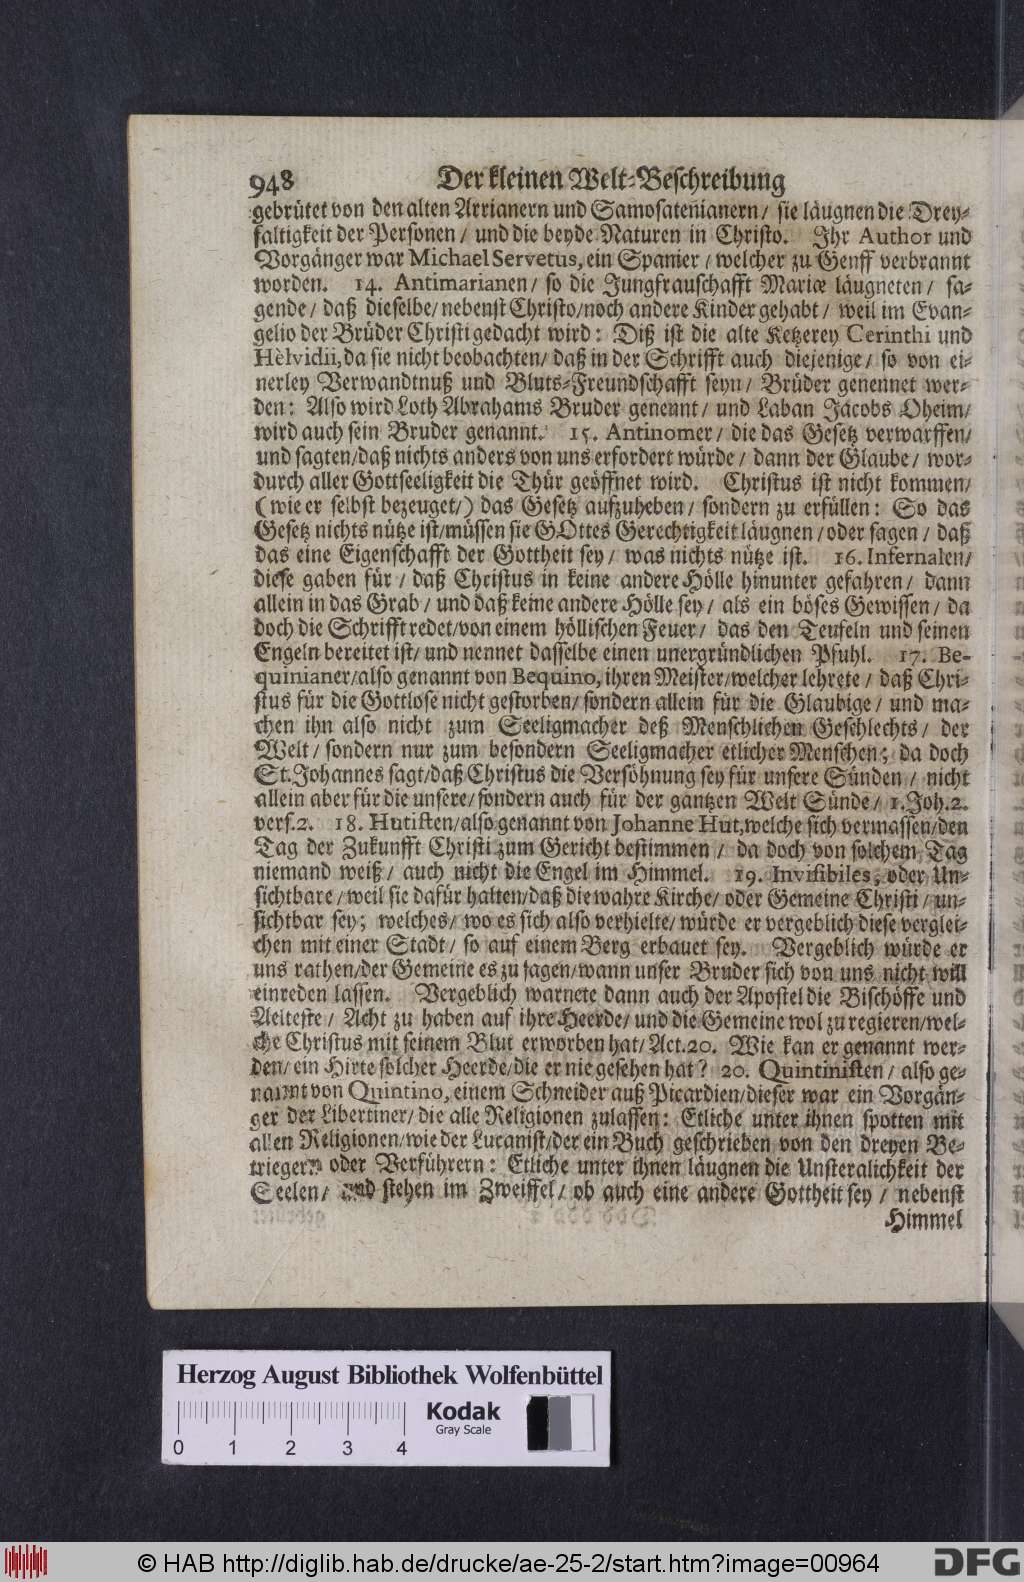 948 Der kleinen Welt-Beschreibung
gebrütet von den alten Arrianern und Samosatenianern / sie läugnen die Drey-
faltigkeit der Personen / und die beyde Naturen in Christo. Ihr Author und
Vorgänger war Michael Servetus, ein Spanier / welcher zu Genff verbrannt
worden. 14. Antimarianen / so die Jungfrauschafft Mariæ läugneten / sa-
gende / daß dieselbe / nebenst Christo / noch andere Kinder gehabt / weil im Evan-
gelio der Brüder Christi gedacht wird: Diß ist die alte Ketzerey Cerinthi und
Hèlvidii, da sie nicht beobachten / daß in der Schrifft auch diejenige / so von ei-
nerley Verwandtnuß und Bluts-Freundschafft seyn / Brüder genennet wer-
den: Also wird Loth Abrahams Bruder genennt / und Laban Jacobs Oheim /
wird auch sein Bruder genannt. 15. Antinomer / die das Gesetz verwarffen /
und sagten / daß nichts anders von uns erfordert würde / dann der Glaube / wor-
durch aller Gottseeligkeit die Thür geöffnet wird. Christus ist nicht kommen /
(wie er selbst bezeuget /) das Gesetz aufzuheben / sondern zu erfüllen: So das
Gesetz nichts nütze ist / müssen sie GOttes Gerechtigkeit läugnen / oder sagen / daß
das eine Eigenschafft der Gottheit sey / was nichts nütze ist. 16. Infernalen /
diese gaben für / daß Christus in keine andere Hölle hinunter gefahren / dann
allein in das Grab / und daß keine andere Hölle sey / als ein böses Gewissen / da
doch die Schrifft redet / von einem höllischen Feuer / das den Teufeln und seinen
Engeln bereitet ist / und nennet dasselbe einen unergründlichen Pfuhl. 17. Be-
quinianer / also genannt von Bequino, ihren Meister / welcher lehrete / daß Chri-
stus für die Gottlose nicht gestorben / sondern allein für die Glaubige / und ma-
chen ihn also nicht zum Seeligmacher deß Menschlichen Geschlechts / der
Welt / sondern nur zum besondern Seeligmacher etlicher Menschen; da doch
St. Johannes sagt / daß Christus die Versöhnung sey für unsere Sünden / nicht
allein aber für die unsere / sondern auch für der gantzen Welt Sünde / 1. Joh. 2.
vers. 2. 18. Hutisten / also genannt von Johanne Hut, welche sich vermassen / den
Tag der Zukunfft Christi zum Gericht bestimmen / da doch von solchem Tag
niemand weiß / auch nicht die Engel im Himmel. 19. Invisibiles, oder Un-
sichtbare / weil sie dafür halten / daß die wahre Kirche / oder Gemeine Christi / un-
sichtbar sey; welches / wo es sich also verhielte / würde er vergeblich diese verglei-
chen mit einer Stadt / so auf einem Berg erbauet sey. Vergeblich würde er
uns rathen / der Gemeine es zu sagen / wann unser Bruder sich von uns nicht will
einreden lassen. Vergeblich warnete dann auch der Apostel die Bischöffe und
Aelteste / Acht zu haben auf ihre Heerde / und die Gemeine wol zu regieren / wel-
che Christus mit seinem Blut erworben hat / Act. 20. Wie kan er genannt wer-
den / ein Hirte solcher Heerde / die er nie gesehen hat? 20. Quintinisten / also ge-
nannt von Quintino, einem Schneider auß Picardien / dieser war ein Vorgän-
ger der Libertiner / die alle Religionen zulassen: Etliche unter ihnen spotten mit
allen Religionen / wie der Lucanist / der ein Buch geschrieben von den dreyen Be-
triegern oder Verführern: Etliche unter ihnen läugnen die Unsteralichkeit der
Seelen / und stehen im Zweiffel / ob auch eine andere Gottheit sey / nebenst
Himmel
Herzog August Bibliothek Wolfenbüttel
Kodak
Gray Scale
0 1 2 3 4
© HAB http://diglib.hab.de/drucke/ae-25-2/start.htm?image=00964
DFG